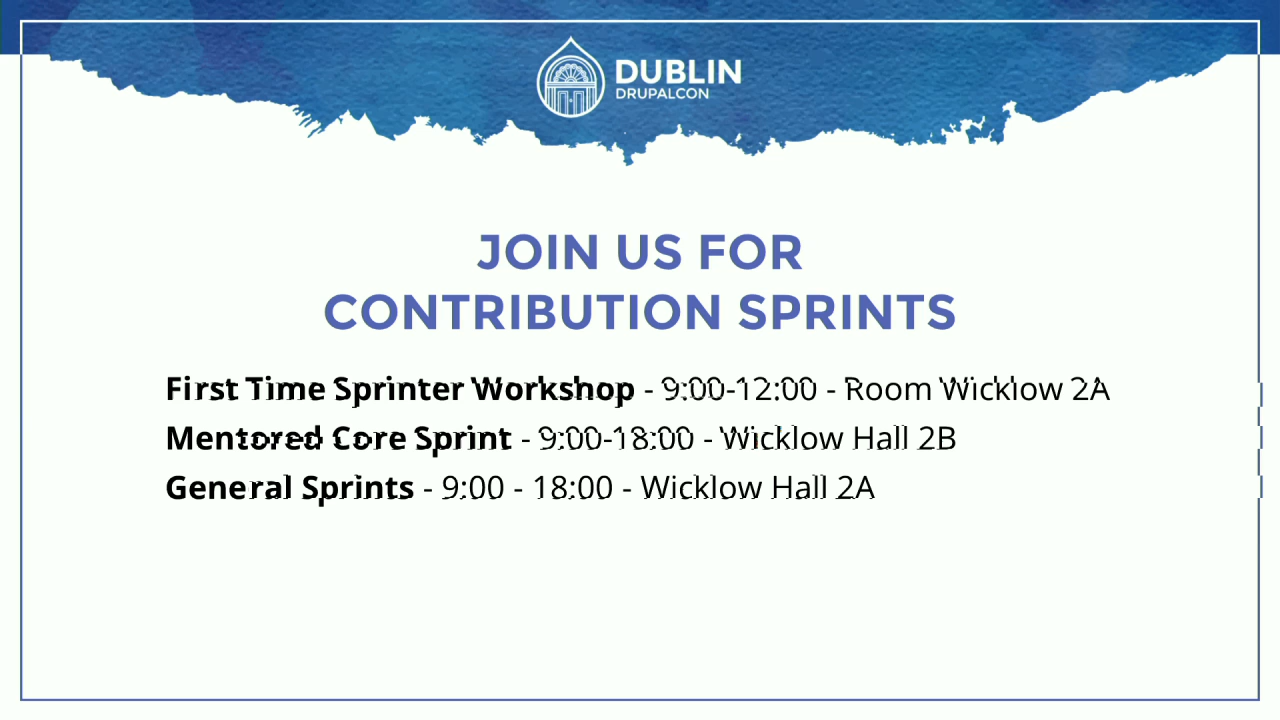 DUBLIN
DRUPALCON
JOIN US FOR
CONTRIBUTION SPRINTS
First Time Sprinter Workshop - 9:00-12:00 - Room Wicklow 2A
Mentored Core Sprint - 9:00-18:00 - Wicklow Hall 2B
General Sprints - 9:00 - 18:00 - Wicklow Hall 2A